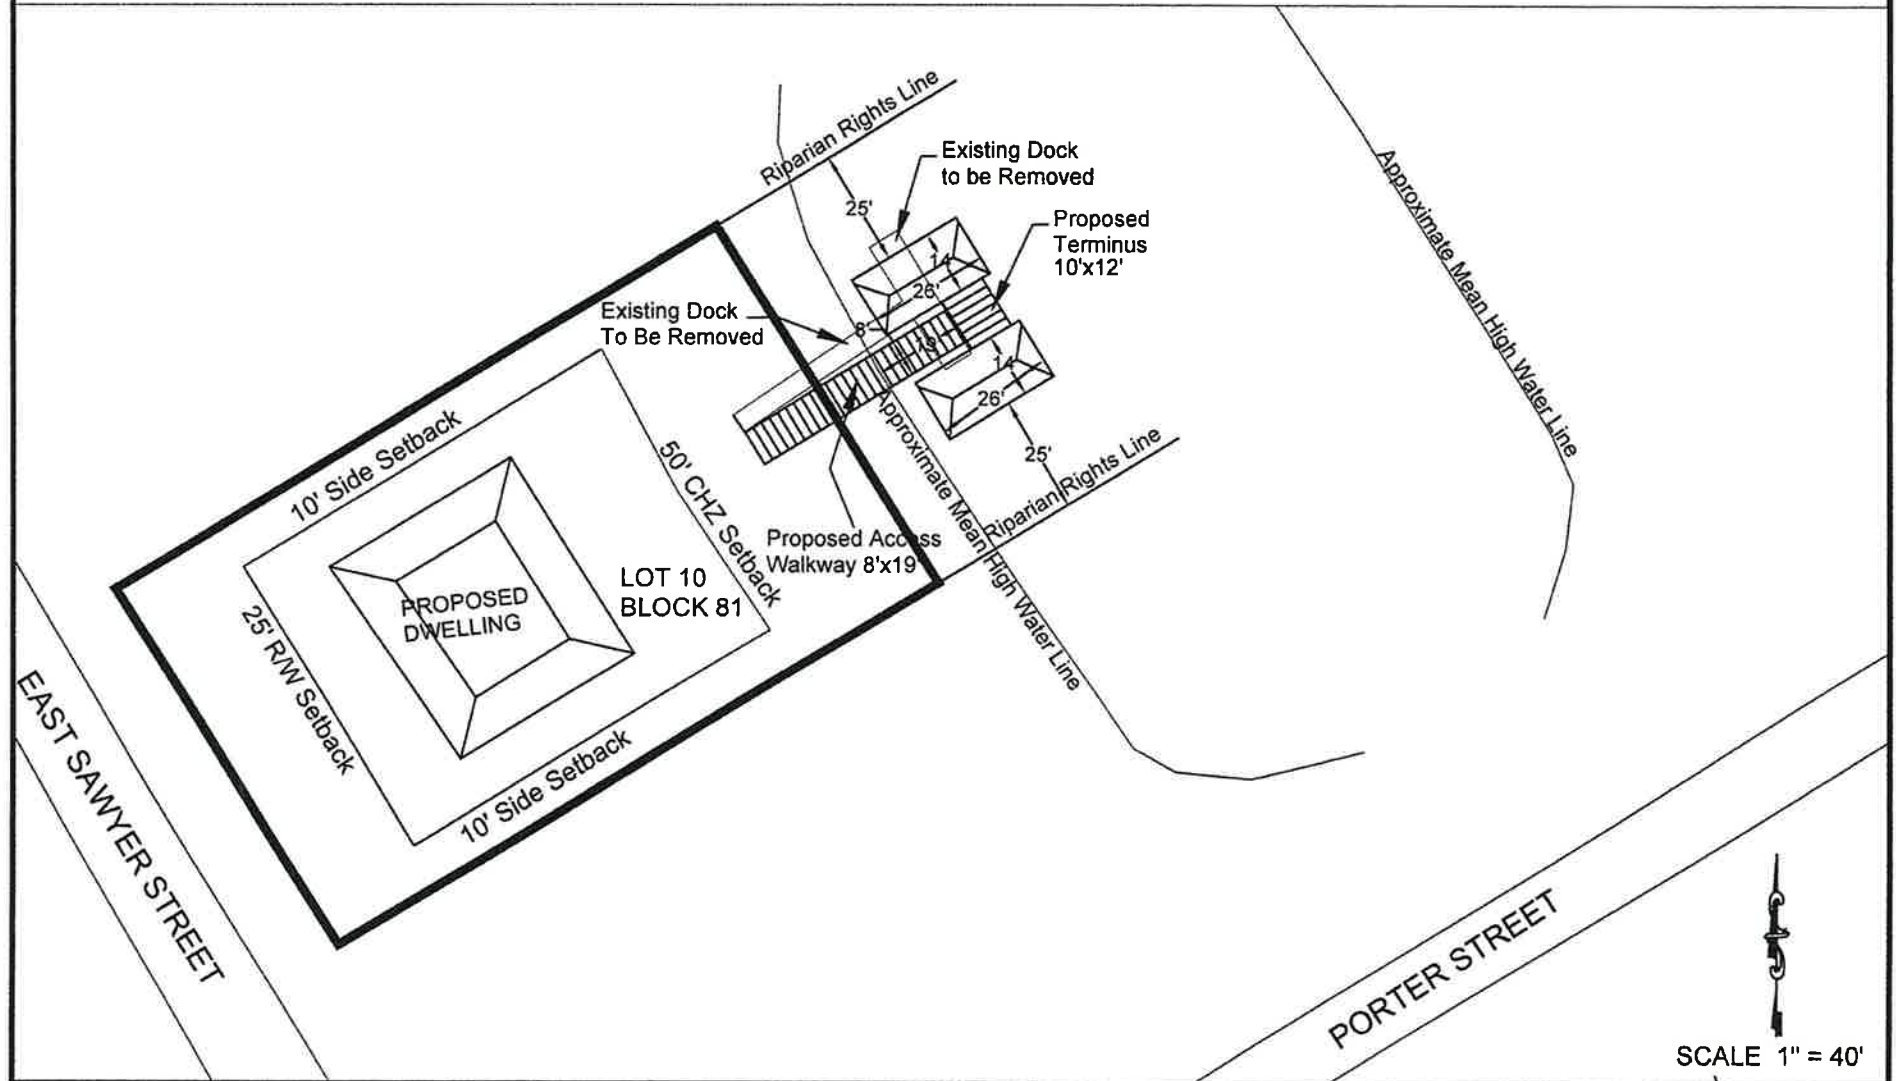 Riparian Rights Line
Existing Dock
to be Removed
25'
Proposed
Terminus
10'x12'
14'
26'
Existing Dock
To Be Removed
8'
19'
14'
26'
25'
Approximate Mean High Water Line
Approximate Mean High Water Line
Riparian Rights Line
10' Side Setback
50' CHZ Setback
Proposed Access
Walkway 8'x19'
LOT 10
BLOCK 81
PROPOSED
DWELLING
25' R/W Setback
10' Side Setback
EAST SAWYER STREET
PORTER STREET
SCALE 1" = 40'